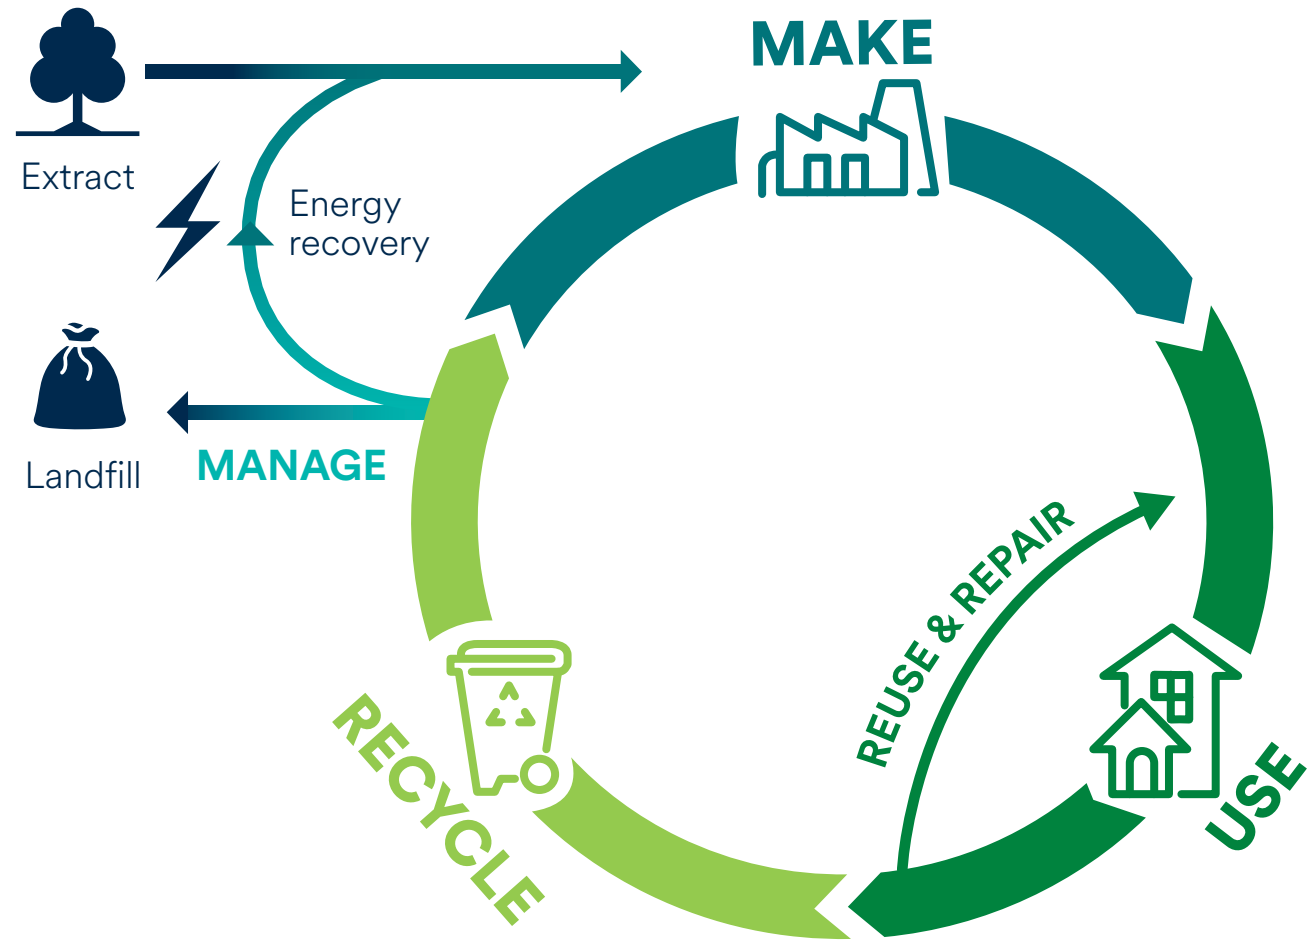 MAKE
Extract
Energy
recovery
Landfill
MANAGE
REUSE & REPAIR
RECYCLE
USE